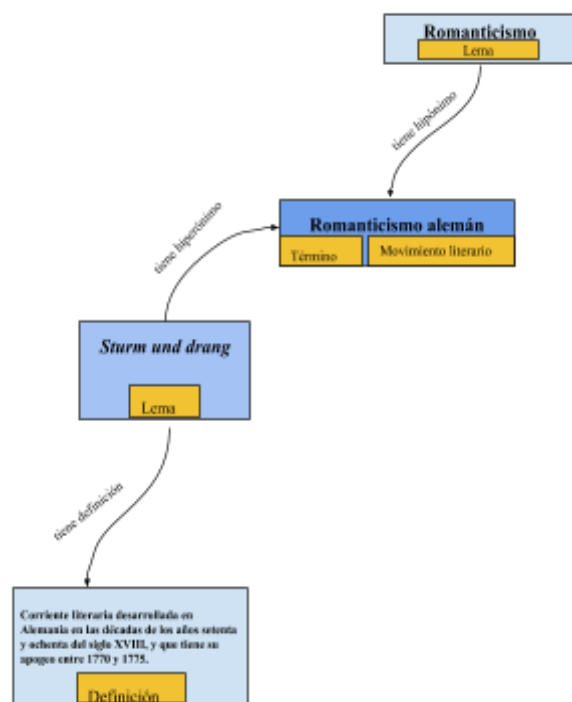 Romanticismo
Lema
tiene hipónimo
Romanticismo alemán
Término
Movimiento literario
tiene hiperónimo
Sturm und drang
Lema
tiene definición
Corriente literaria desarrollada en
Alemania en las décadas de los años setenta
y ochenta del siglo XVIII, y que tiene su
apogeo entre 1770 y 1775.
Definición